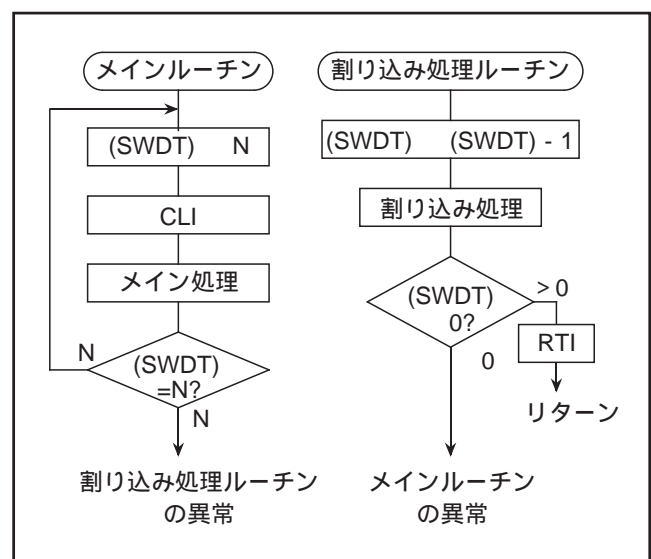 メインルーチン
(SWDT) N
CLI
メイン処理
(SWDT)
=N?
N
N
割り込み処理ルーチン
の異常
割り込み処理ルーチン
(SWDT) (SWDT) - 1
割り込み処理
(SWDT)
0?
> 0
RTI
リターン
0
メインルーチン
の異常